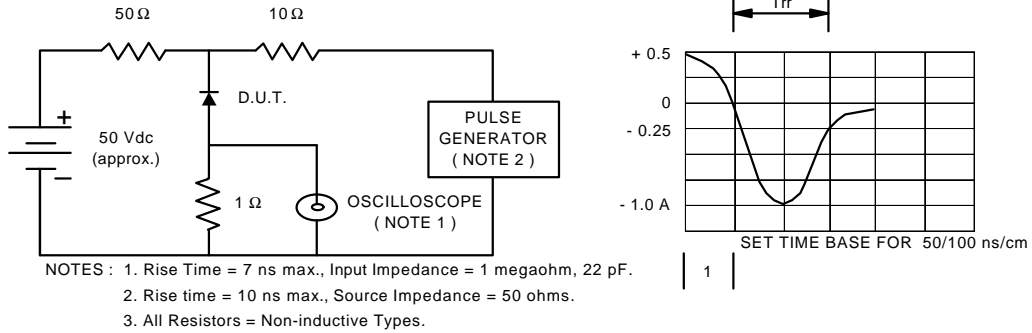 50 Ω
10 Ω
D.U.T.
+
50 Vdc
(approx.)
−
1 Ω
OSCILLOSCOPE
( NOTE 1 )
PULSE
GENERATOR
( NOTE 2 )
Trr
+ 0.5
0
- 0.25
- 1.0 A
SET TIME BASE FOR 50/100 ns/cm
1
NOTES : 1. Rise Time = 7 ns max., Input Impedance = 1 megaohm, 22 pF.
2. Rise time = 10 ns max., Source Impedance = 50 ohms.
3. All Resistors = Non-inductive Types.